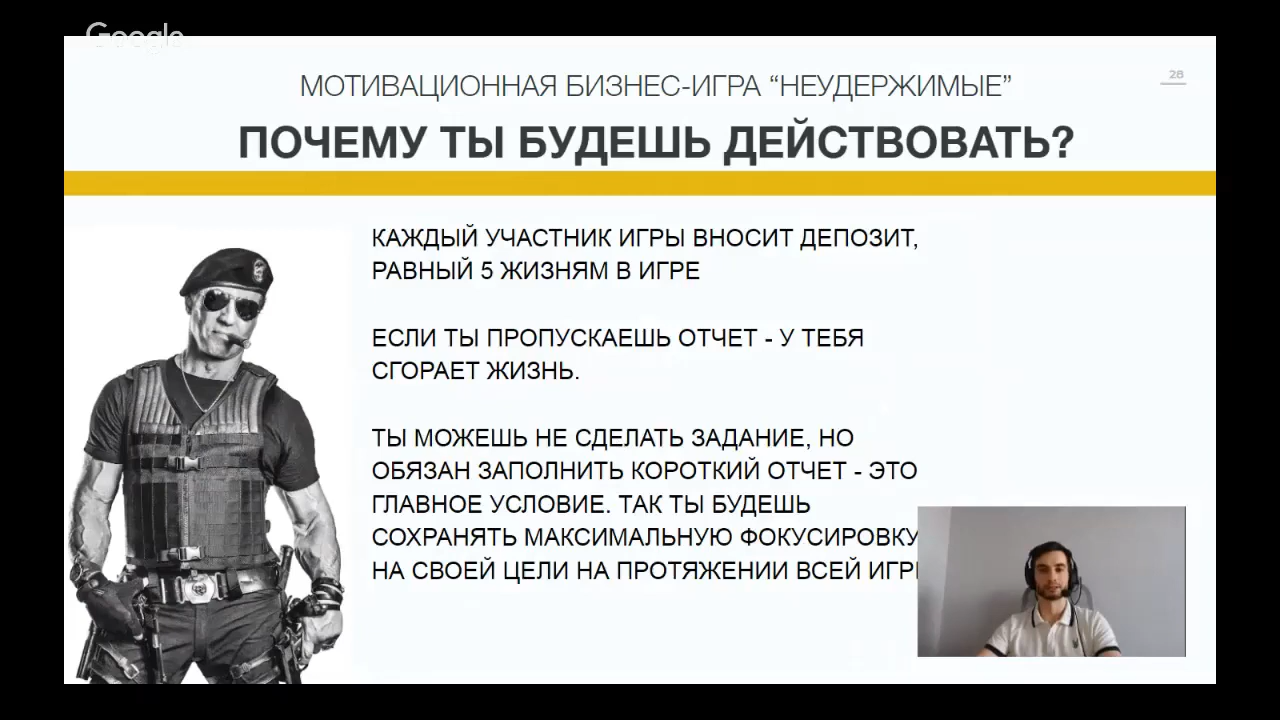 Google
МОТИВАЦИОННАЯ БИЗНЕС-ИГРА “НЕУДЕРЖИМЫЕ”
28
ПОЧЕМУ ТЫ БУДЕШЬ ДЕЙСТВОВАТЬ?
КАЖДЫЙ УЧАСТНИК ИГРЫ ВНОСИТ ДЕПОЗИТ,
РАВНЫЙ 5 ЖИЗНЯМ В ИГРЕ
ЕСЛИ ТЫ ПРОПУСКАЕШЬ ОТЧЕТ - У ТЕБЯ
СГОРАЕТ ЖИЗНЬ.
ТЫ МОЖЕШЬ НЕ СДЕЛАТЬ ЗАДАНИЕ, НО
ОБЯЗАН ЗАПОЛНИТЬ КОРОТКИЙ ОТЧЕТ - ЭТО
ГЛАВНОЕ УСЛОВИЕ. ТАК ТЫ БУДЕШЬ
СОХРАНЯТЬ МАКСИМАЛЬНУЮ ФОКУСИРОВКУ
НА СВОЕЙ ЦЕЛИ НА ПРОТЯЖЕНИИ ВСЕЙ